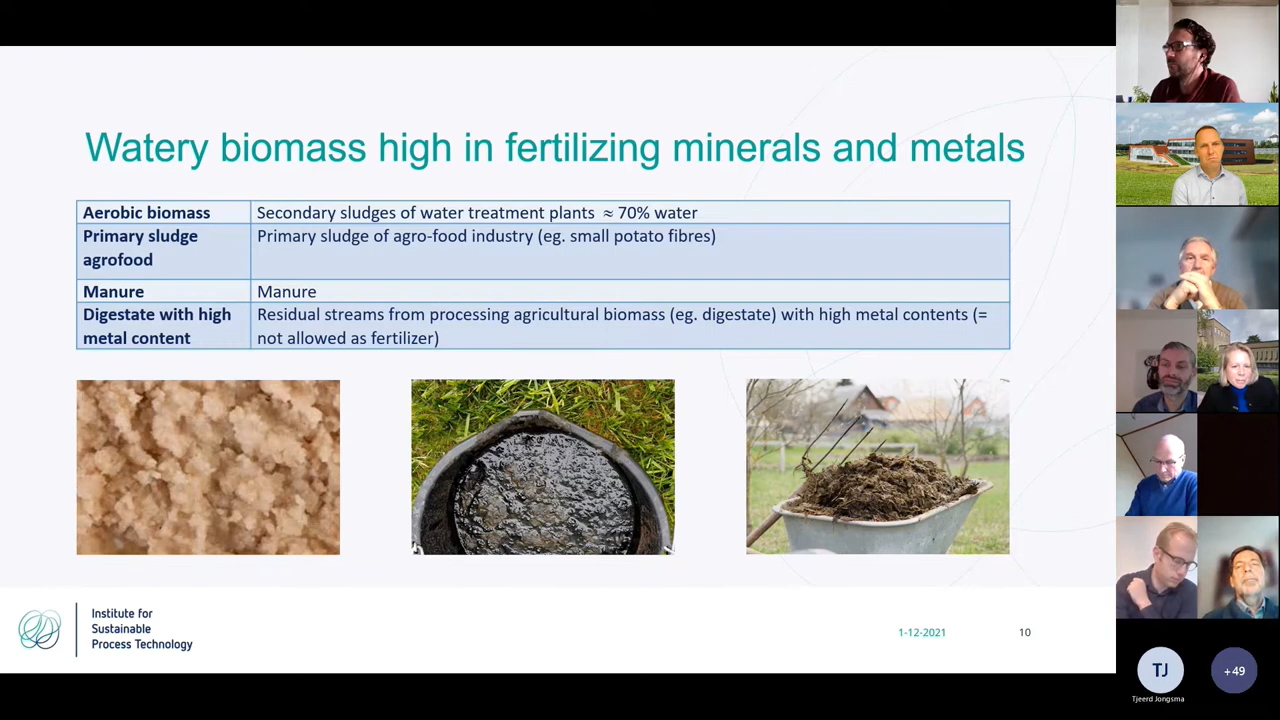 Watery biomass high in fertilizing minerals and metals
Aerobic biomass
Secondary sludges of water treatment plants ≈ 70% water
Primary sludge
agrofood
Primary sludge of agro-food industry (eg. small potato fibres)
Manure
Manure
Digestate with high
metal content
Residual streams from processing agricultural biomass (eg. digestate) with high metal contents (=
not allowed as fertilizer)
Institute for
Sustainable
Process Technology
1-12-2021
10
TJ
Tjeerd Jongsma
+49